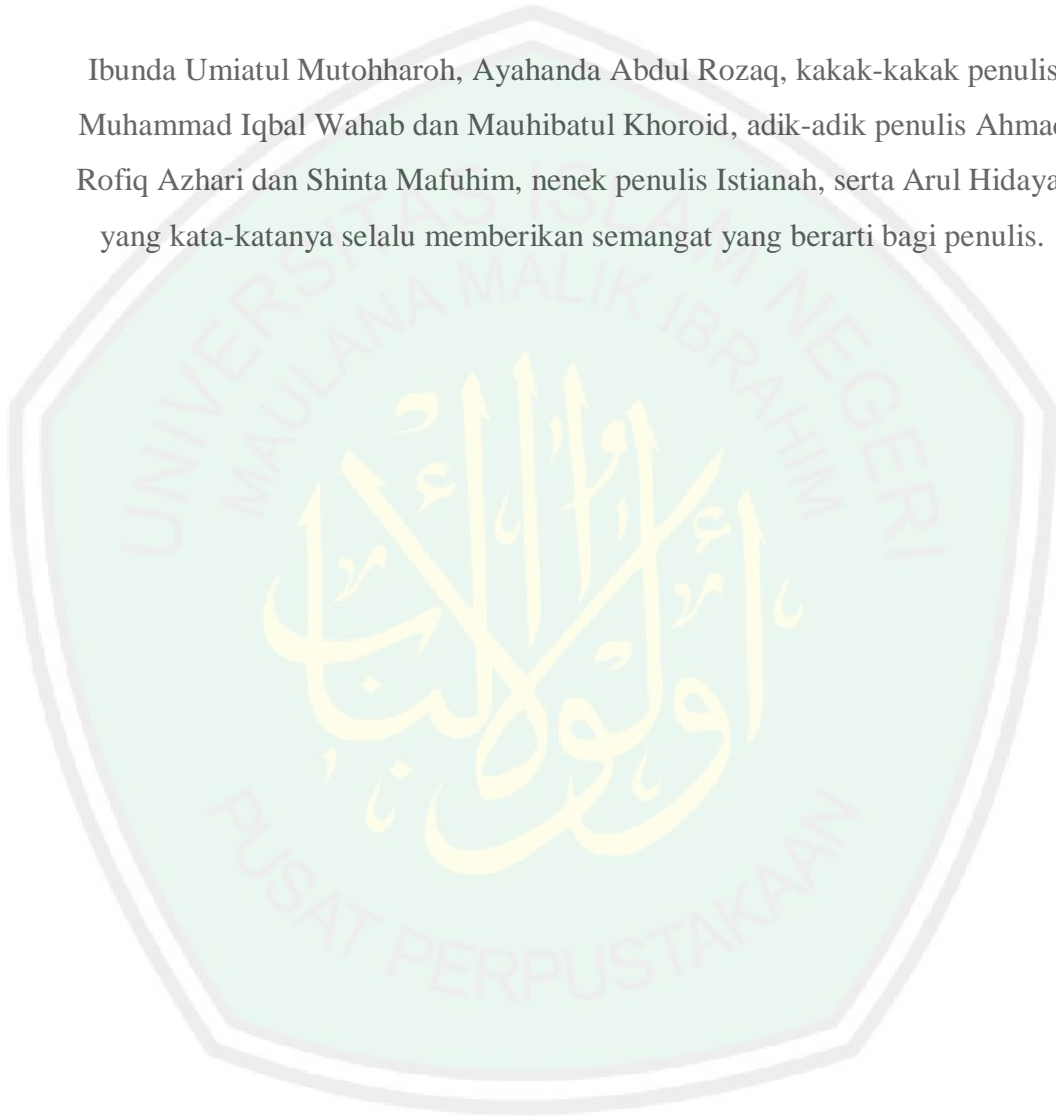 Ibunda Umiatul Mutohharoh, Ayahanda Abdul Rozaq, kakak-kakak penulis
Muhammad Iqbal Wahab dan Mauhibatul Khoroid, adik-adik penulis Ahmad
Rofiq Azhari dan Shinta Mafuhim, nenek penulis Istianah, serta Arul Hidaya
yang kata-katanya selalu memberikan semangat yang berarti bagi penulis.
UNIVERSITAS ISLAM NEGERI
MAULANA MALIK IBRAHIM
أولوا الألباب
PUSAT PERPUSTAKAAN